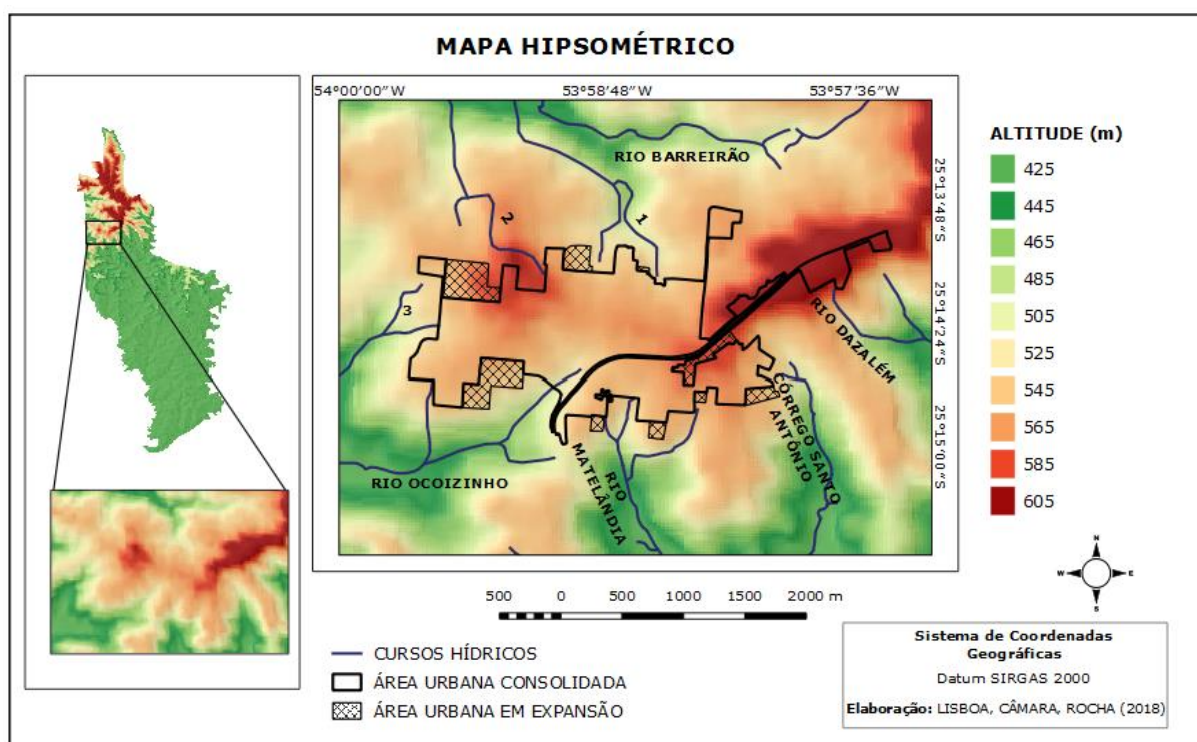 MAPA HIPSOMÉTRICO
54°00'00"W
53°58'48"W
53°57'36"W
25°13'48"S
25°14'24"S
25°15'00"S
RIO BARREIRÃO
1
2
3
RIO DAZALÉM
CÓRREGO SANTO
ANTÔNIO
RIO
MATELÂNDIA
RIO OCOIZINHO
ALTITUDE (m)
425
445
465
485
505
525
545
565
585
605
N
W
E
S
500 0 500 1000 1500 2000 m
CURSOS HÍDRICOS
ÁREA URBANA CONSOLIDADA
ÁREA URBANA EM EXPANSÃO
Sistema de Coordenadas
Geográficas
Datum SIRGAS 2000
Elaboração: LISBOA, CÂMARA, ROCHA (2018)